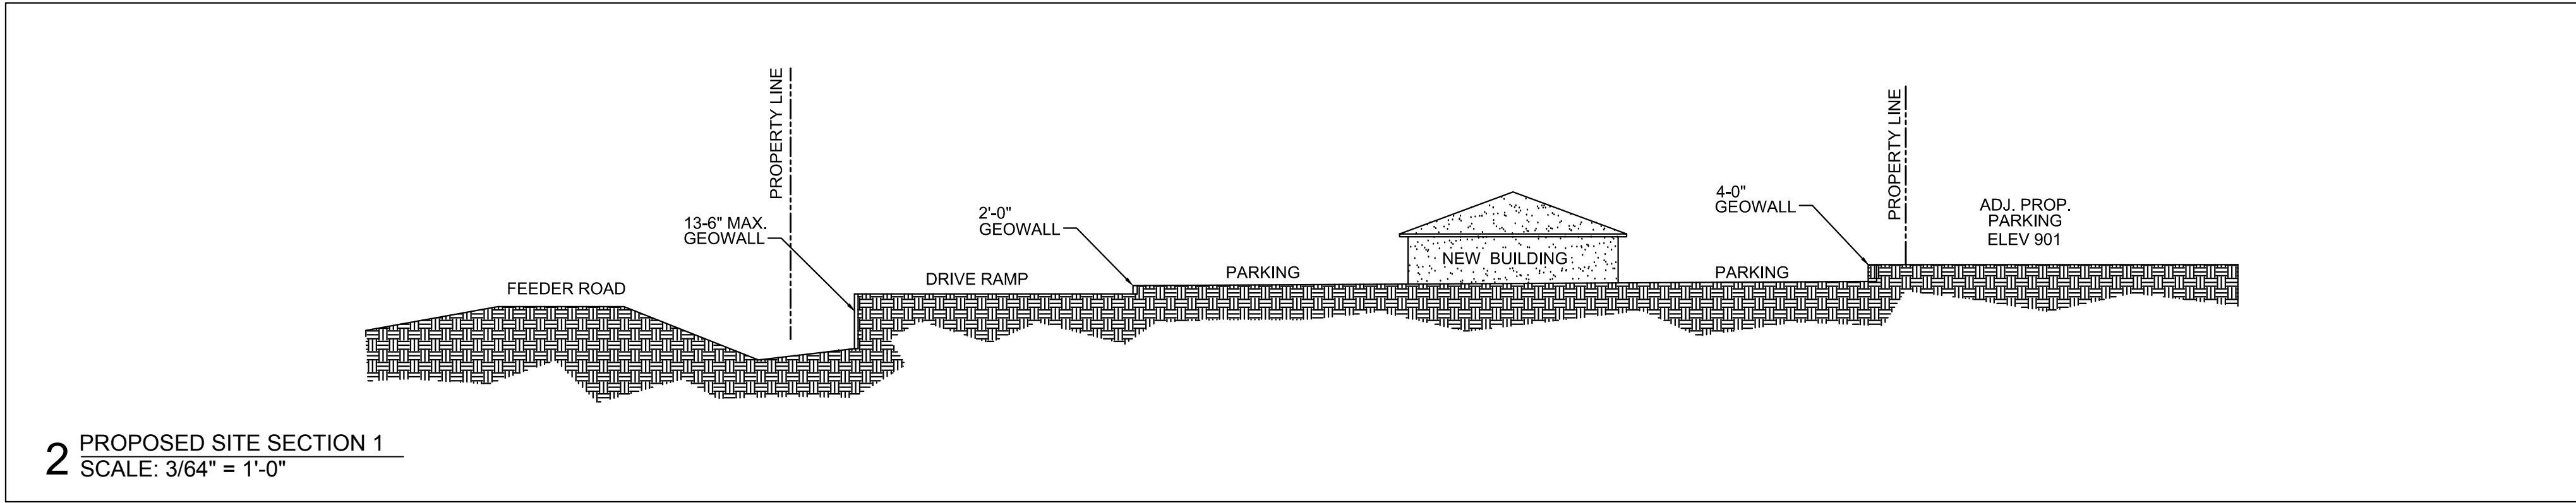 PROPERTY LINE
13-6" MAX.
GEOWALL
FEEDER ROAD
2'-0"
GEOWALL
DRIVE RAMP
PARKING
NEW BUILDING
4-0"
GEOWALL
PARKING
PROPERTY LINE
ADJ. PROP.
PARKING
ELEV 901
2 PROPOSED SITE SECTION 1
SCALE: 3/64" = 1'-0"